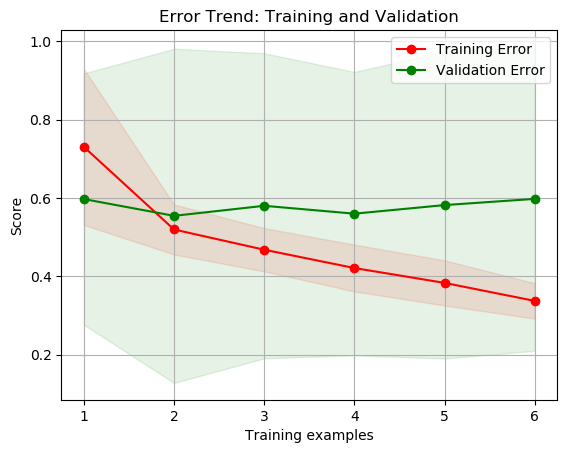 Error Trend: Training and Validation
Training Error
Validation Error
Score
1.0
0.8
0.6
0.4
0.2
1 2 3 4 5 6
Training examples